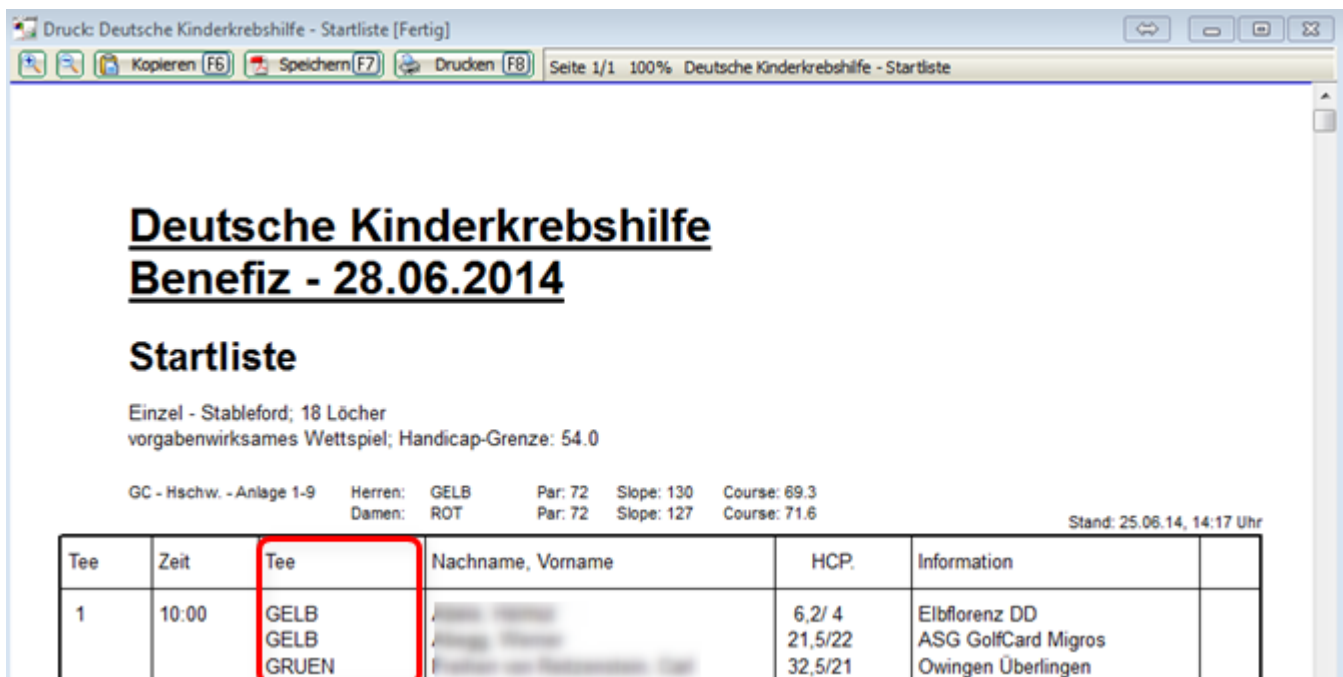 Druck: Deutsche Kinderkrebshilfe - Startliste [Fertig]
Kopieren F6 Speichern F7 Drucken F8 Seite 1/1 100% Deutsche Kinderkrebshilfe - Startliste
Deutsche Kinderkrebshilfe
Benefiz - 28.06.2014
Startliste
Einzel - Stableford; 18 Löcher
vorgabenwirksames Wettspiel; Handicap-Grenze: 54.0
GC - Hschw. - Anlage 1-9 Herren: GELB Par: 72 Slope: 130 Course: 69.3
Damen: ROT Par: 72 Slope: 127 Course: 71.6
Stand: 25.06.14, 14:17 Uhr
Tee Zeit Tee Nachname, Vorname HCP. Information
1 10:00 GELB 6,2/ 4 Elbflorenz DD
GELB 21,5/22 ASG GolfCard Migros
GRUEN 32,5/21 Owingen Überlingen